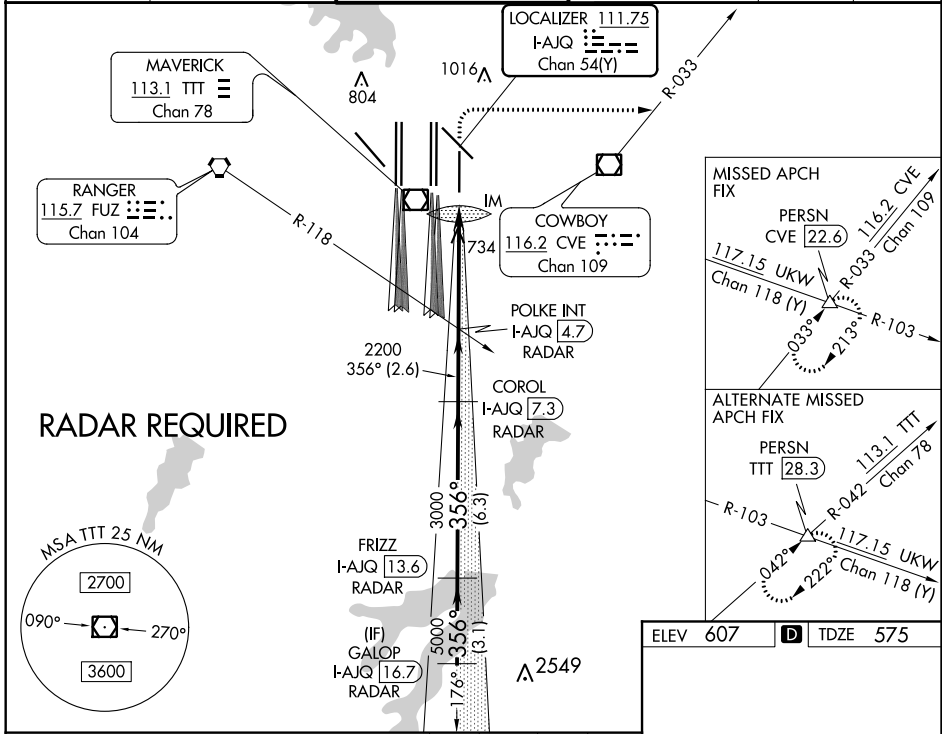 LOCALIZER 111.75
I-AJQ
Chan 54(Y)
MAVERICK
113.1 TTT
Chan 78
804
1016
R-033
RANGER
115.7 FUZ
Chan 104
R-118
IM
734
COWBOY
116.2 CVE
Chan 109
POLKE INT
I-AJQ 4.7
RADAR
2200
356° (2.6)
COROL
I-AJQ 7.3
RADAR
RADAR REQUIRED
3000
356°
(6.3)
FRIZZ
I-AJQ 13.6
RADAR
5000
356°
(3.1)
(IF)
GALOP
I-AJQ 16.7
RADAR
176°
2549
MSA TTT 25 NM
2700
090°
270°
3600
MISSED APCH
FIX
PERSN
CVE 22.6
116.2 CVE
R-033
Chan 109
117.15 UKW
Chan 118 (Y)
R-103
033°
213°
ALTERNATE MISSED
APCH FIX
PERSN
TTT 28.3
113.1 TTT
R-042
Chan 78
R-103
117.15 UKW
Chan 118 (Y)
042°
222°
ELEV 607 D TDZE 575